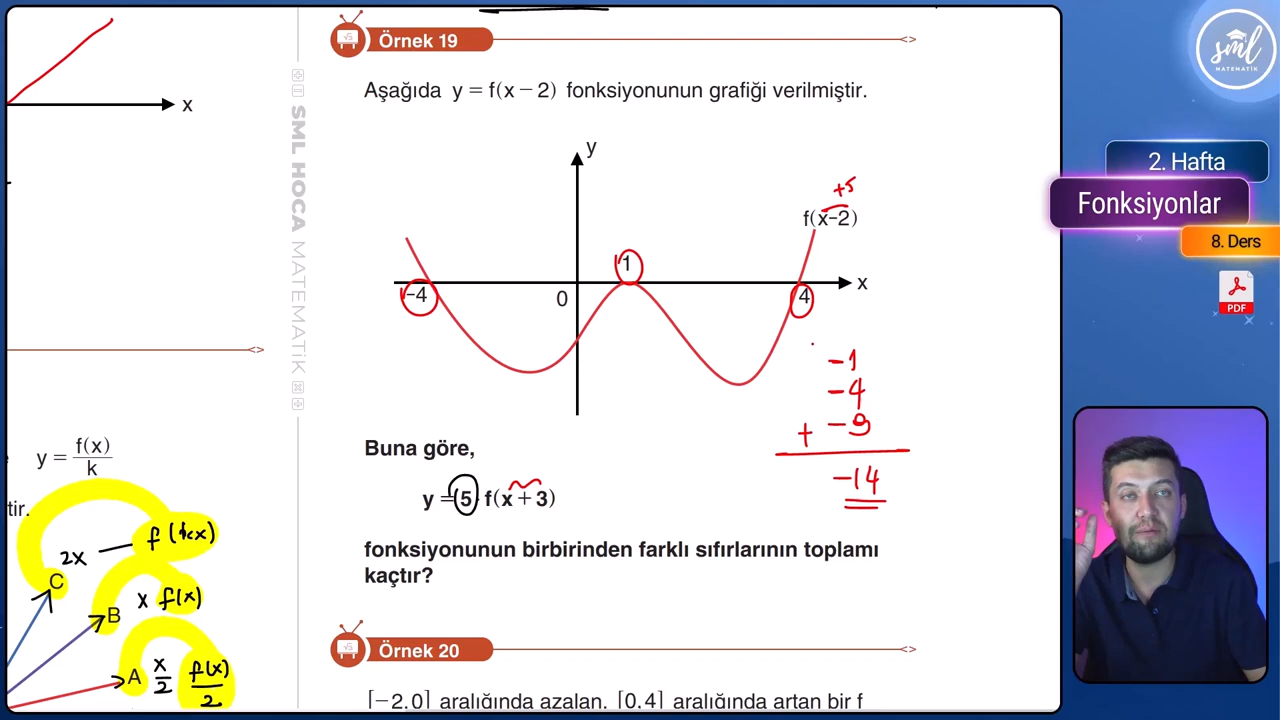 Örnek 19
Aşağıda y = f(x − 2) fonksiyonunun grafiği verilmiştir.
y
+5
f(x−2)
1
x
−4
0
4
−1
−4
+ −9
−14
Buna göre,
y = 5 f(x + 3)
fonksiyonunun birbirinden farklı sıfırlarının toplamı
kaçtır?
Örnek 20
[−2,0] aralığında azalan, [0,4] aralığında artan bir f
x
y = f(x)/k
tir.
2x — f(kx)
C
B x f(x)
A x/2 f(x)/2
SML HOCA MATEMATİK
sml
MATEMATİK
2. Hafta
Fonksiyonlar
8. Ders
PDF